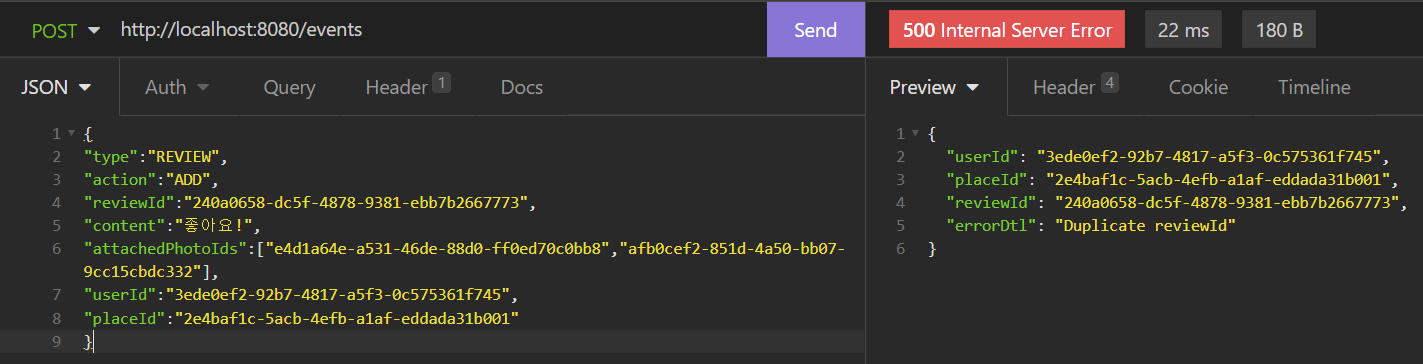 POST http://localhost:8080/events Send
JSON Auth Query Header 1 Docs
1 {
2 "type":"REVIEW",
3 "action":"ADD",
4 "reviewId":"240a0658-dc5f-4878-9381-ebb7b2667773",
5 "content":"좋아요!",
6 "attachedPhotoIds":["e4d1a64e-a531-46de-88d0-ff0ed70c0bb8","afb0cef2-851d-4a50-bb07-
9cc15cbdc332"],
7 "userId":"3ede0ef2-92b7-4817-a5f3-0c575361f745",
8 "placeId":"2e4baf1c-5acb-4efb-a1af-eddada31b001"
9 }
500 Internal Server Error 22 ms 180 B
Preview Header 4 Cookie Timeline
1 {
2 "userId": "3ede0ef2-92b7-4817-a5f3-0c575361f745",
3 "placeId": "2e4baf1c-5acb-4efb-a1af-eddada31b001",
4 "reviewId": "240a0658-dc5f-4878-9381-ebb7b2667773",
5 "errorDtl": "Duplicate reviewId"
6 }